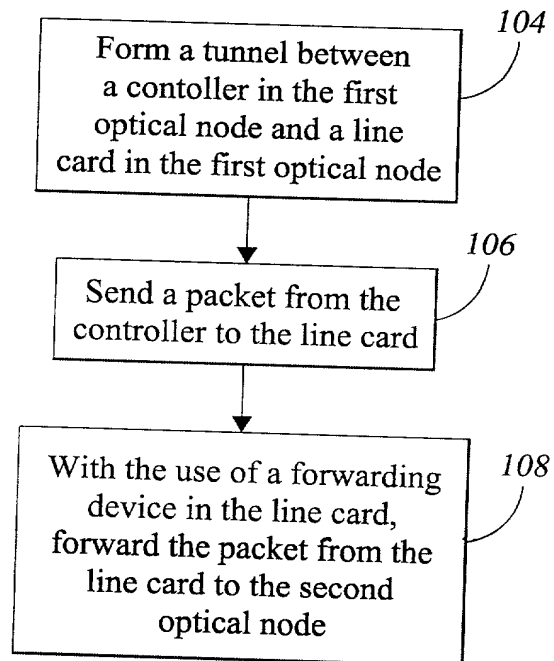 104
Form a tunnel between
a contoller in the first
optical node and a line
card in the first optical node
106
Send a packet from the
controller to the line card
108
With the use of a forwarding
device in the line card,
forward the packet from the
line card to the second
optical node